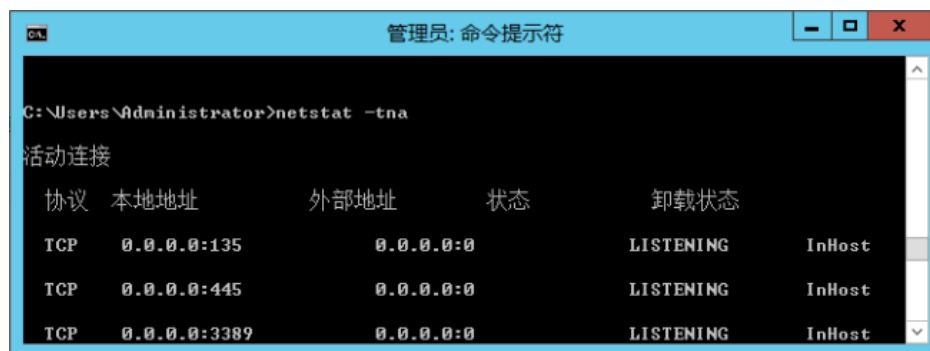 管理员: 命令提示符
C:\Users\Administrator>netstat -tna
活动连接
协议 本地地址 外部地址 状态 卸载状态
TCP 0.0.0.0:135 0.0.0.0:0 LISTENING InHost
TCP 0.0.0.0:445 0.0.0.0:0 LISTENING InHost
TCP 0.0.0.0:3389 0.0.0.0:0 LISTENING InHost